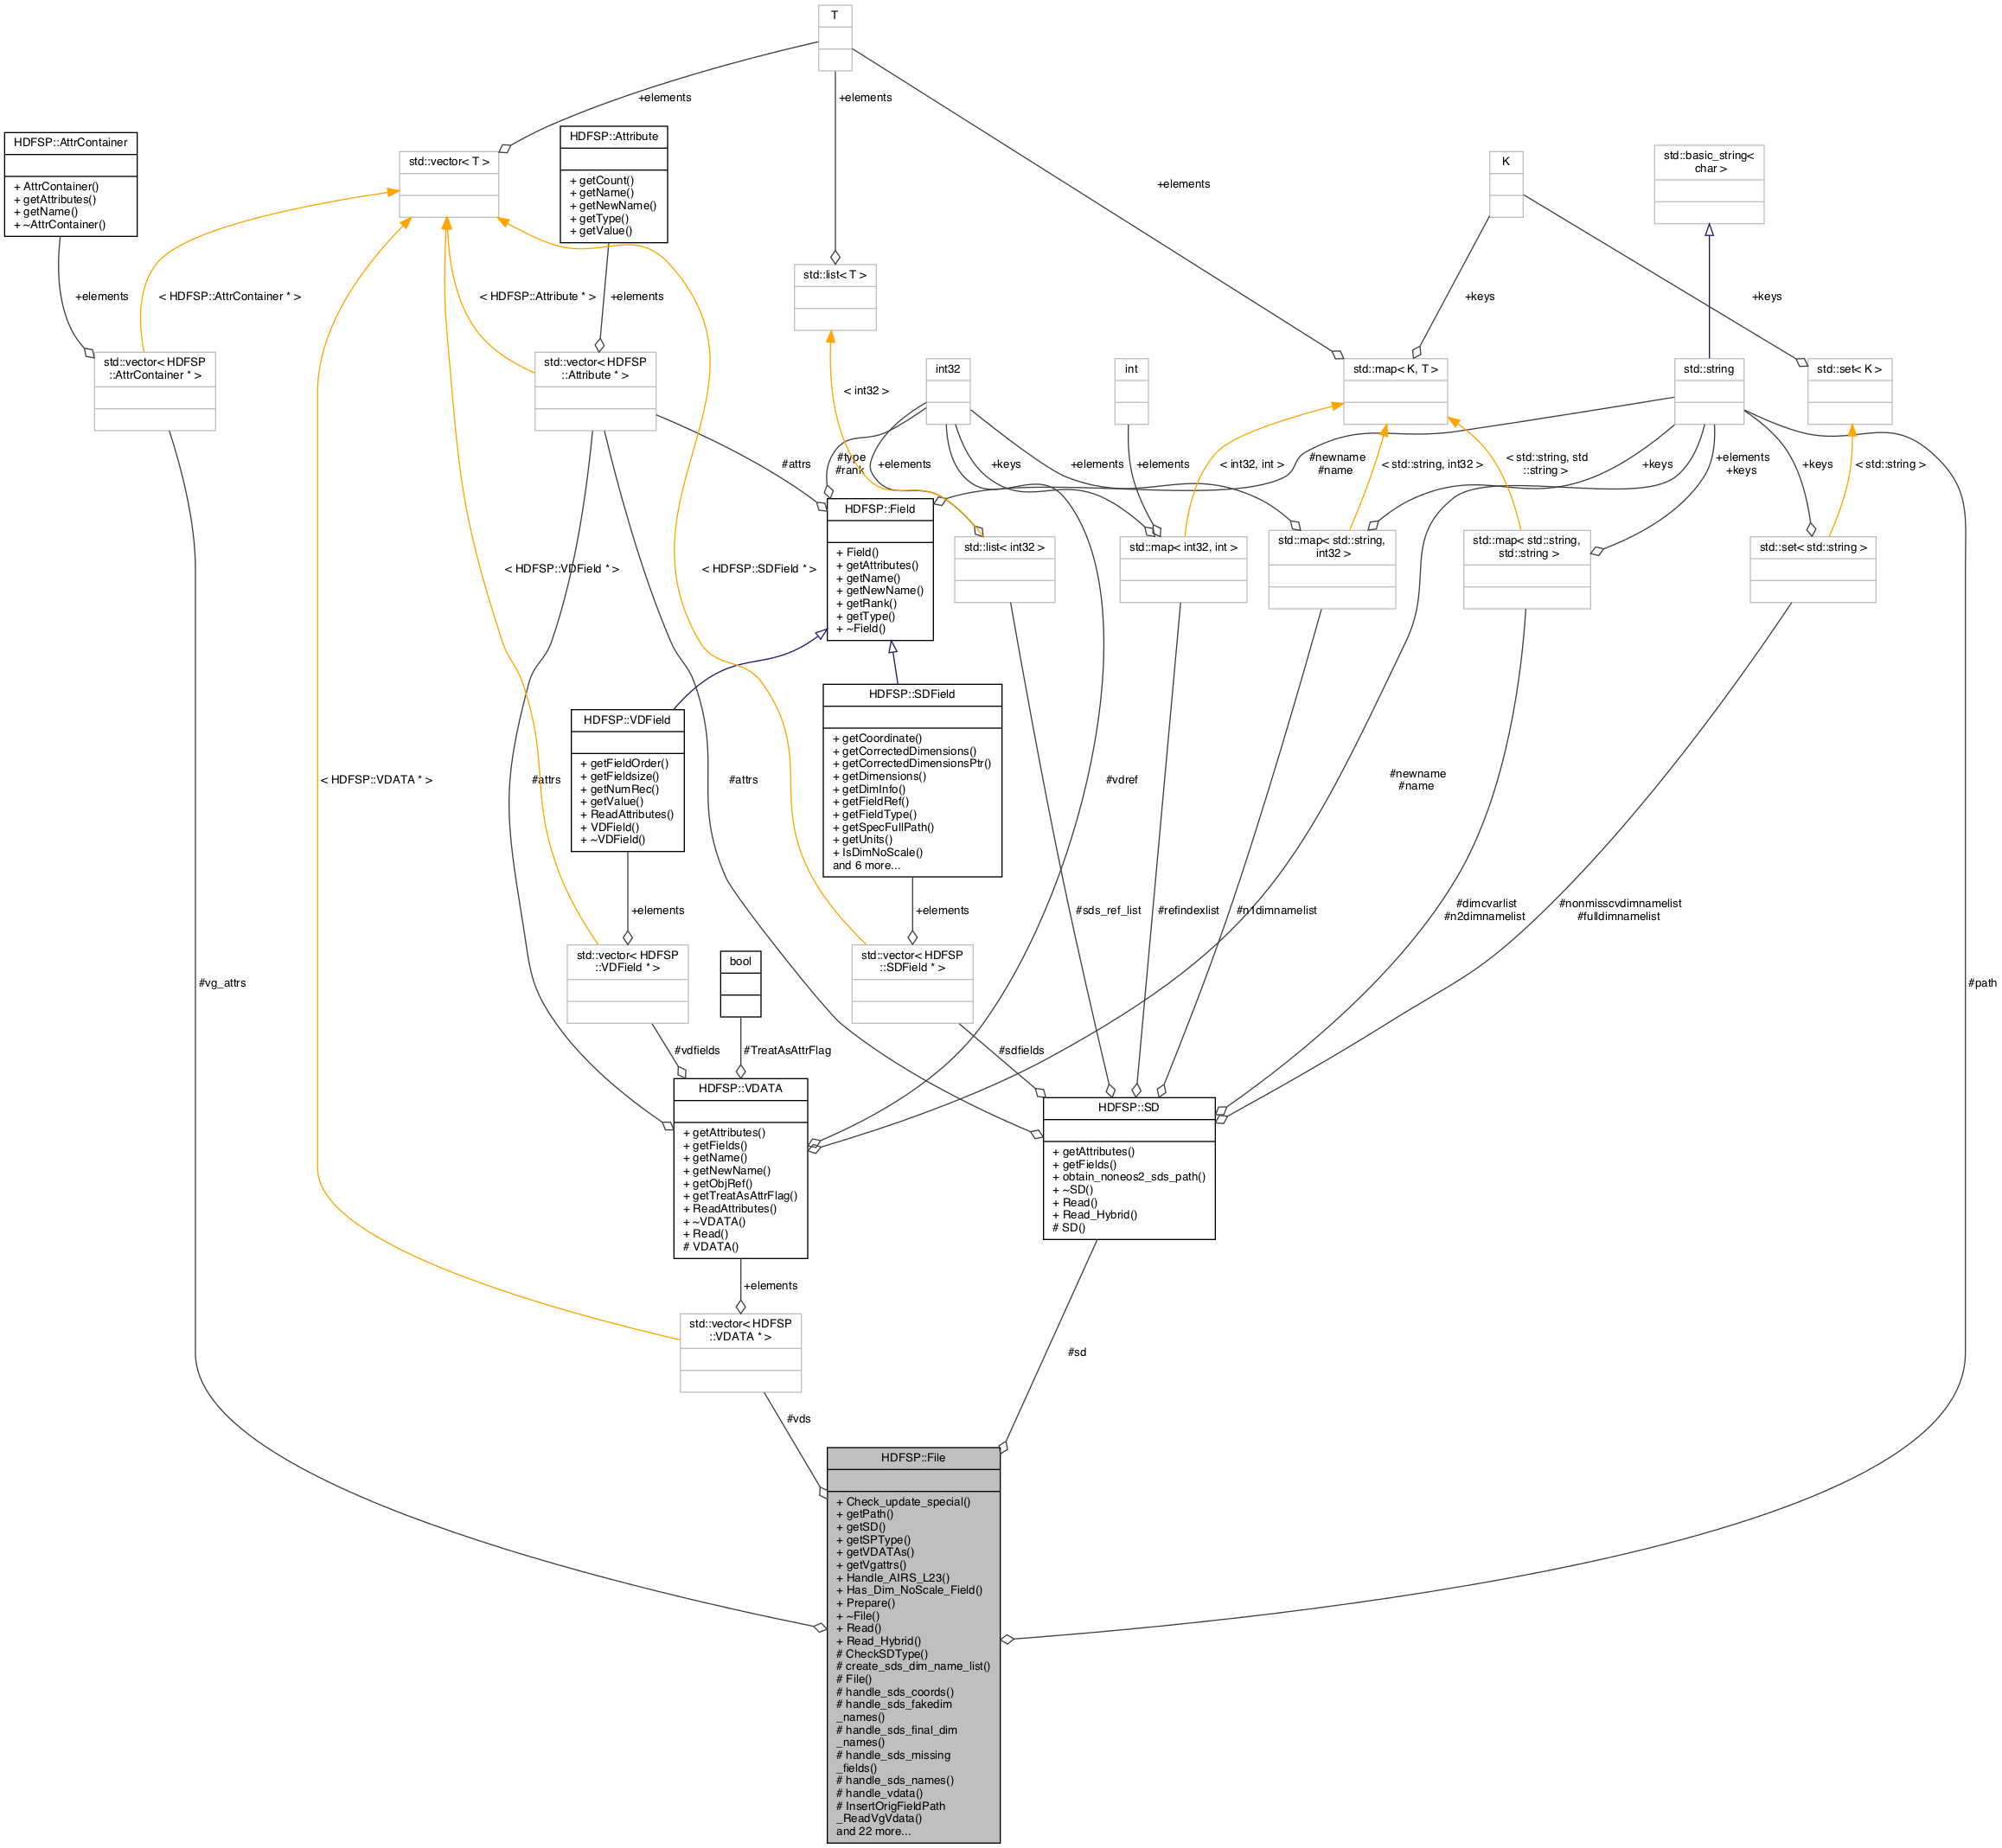 T
+elements
+elements
HDFSP::AttrContainer
+ AttrContainer()
+ getAttributes()
+ getName()
+ ~AttrContainer()
std::vector< T >
HDFSP::Attribute
+ getCount()
+ getName()
+ getNewName()
+ getType()
+ getValue()
+elements
K
std::basic_string<
char >
std::list< T >
+elements
< HDFSP::AttrContainer * >
< HDFSP::Attribute * >
+elements
+keys
+keys
std::vector< HDFSP
::AttrContainer * >
std::vector< HDFSP
::Attribute * >
int32
int
std::map< K, T >
std::string
std::set< K >
< int32 >
#attrs
#type
#rank
+elements
+keys
+elements
+elements
< int32, int >
#newname
#name
< std::string, int32 >
< std::string, std
::string >
+keys
+elements
+keys
+keys
< std::string >
HDFSP::Field
+ Field()
+ getAttributes()
+ getName()
+ getNewName()
+ getRank()
+ getType()
+ ~Field()
std::list< int32 >
std::map< int32, int >
std::map< std::string,
int32 >
std::map< std::string,
std::string >
std::set< std::string >
< HDFSP::VDField * >
< HDFSP::SDField * >
HDFSP::VDField
+ getFieldOrder()
+ getFieldsize()
+ getNumRec()
+ getValue()
+ ReadAttributes()
+ VDField()
+ ~VDField()
HDFSP::SDField
+ getCoordinate()
+ getCorrectedDimensions()
+ getCorrectedDimensionsPtr()
+ getDimensions()
+ getDimInfo()
+ getFieldRef()
+ getFieldType()
+ getSpecFullPath()
+ getUnits()
+ IsDimNoScale()
and 6 more...
< HDFSP::VDATA * >
#attrs
#attrs
#vdref
#newname
#name
+elements
+elements
#sds_ref_list
#refindexlist
#n1dimnamelist
#dimcvarlist
#n2dimnamelist
#nonmisscvdimnamelist
#fulldimnamelist
std::vector< HDFSP
::VDField * >
bool
std::vector< HDFSP
::SDField * >
#vg_attrs
#path
#vdfields
#TreatAsAttrFlag
#sdfields
HDFSP::VDATA
+ getAttributes()
+ getFields()
+ getName()
+ getNewName()
+ getObjRef()
+ getTreatAsAttrFlag()
+ ReadAttributes()
+ ~VDATA()
+ Read()
# VDATA()
HDFSP::SD
+ getAttributes()
+ getFields()
+ obtain_noneos2_sds_path()
+ ~SD()
+ Read()
+ Read_Hybrid()
# SD()
+elements
std::vector< HDFSP
::VDATA * >
#sd
#vds
HDFSP::File
+ Check_update_special()
+ getPath()
+ getSD()
+ getSPType()
+ getVDATAs()
+ getVgattrs()
+ Handle_AIRS_L23()
+ Has_Dim_NoScale_Field()
+ Prepare()
+ ~File()
+ Read()
+ Read_Hybrid()
# CheckSDType()
# create_sds_dim_name_list()
# File()
# handle_sds_coords()
# handle_sds_fakedim
_names()
# handle_sds_final_dim
_names()
# handle_sds_missing
_fields()
# handle_sds_names()
# handle_vdata()
# InsertOrigFieldPath
_ReadVgVdata()
and 22 more...